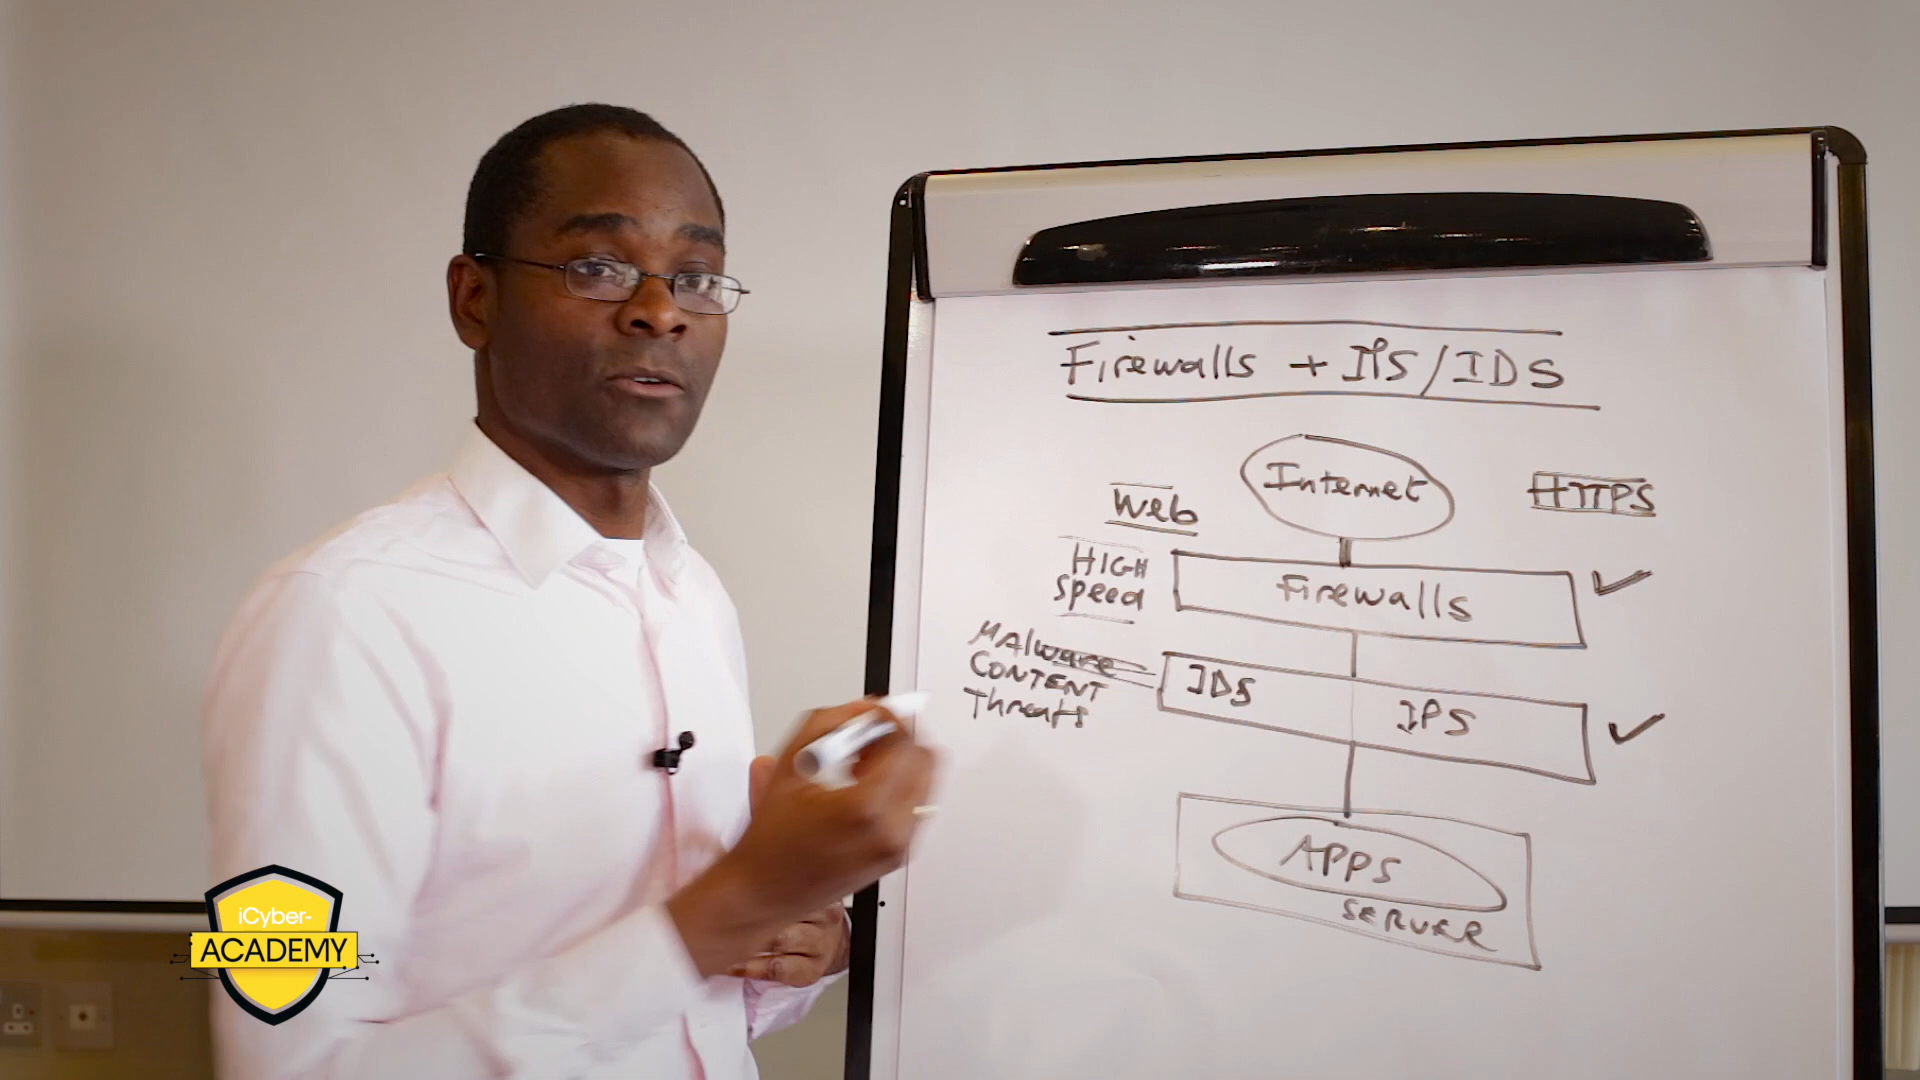 Firewalls + IPS/IDS
Internet
Web
HTTPS
HIGH
Speed
Firewalls
MAlware
CONTENT
Threats
IDS
IPS
APPS
SERVER
iCyber-
ACADEMY